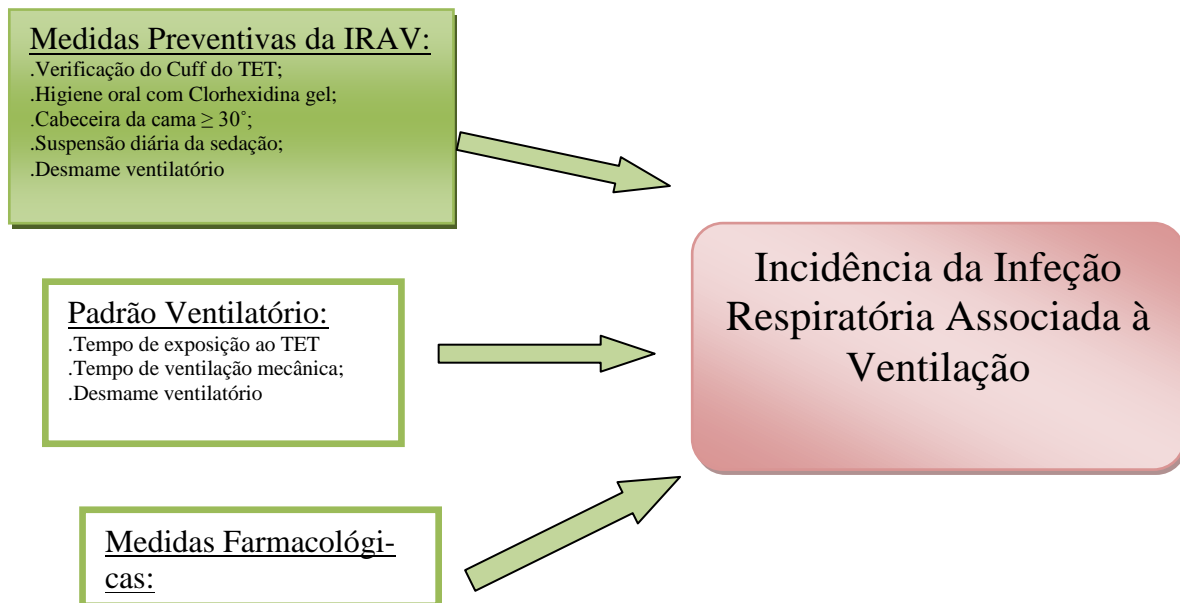 Medidas Preventivas da IRAV:
.Verificação do Cuff do TET;
.Higiene oral com Clorhexidina gel;
.Cabeceira da cama ≥ 30˚;
.Suspensão diária da sedação;
.Desmame ventilatório
Padrão Ventilatório:
.Tempo de exposição ao TET
.Tempo de ventilação mecânica;
.Desmame ventilatório
Medidas Farmacológi-
cas:
Incidência da Infeção
Respiratória Associada à
Ventilação